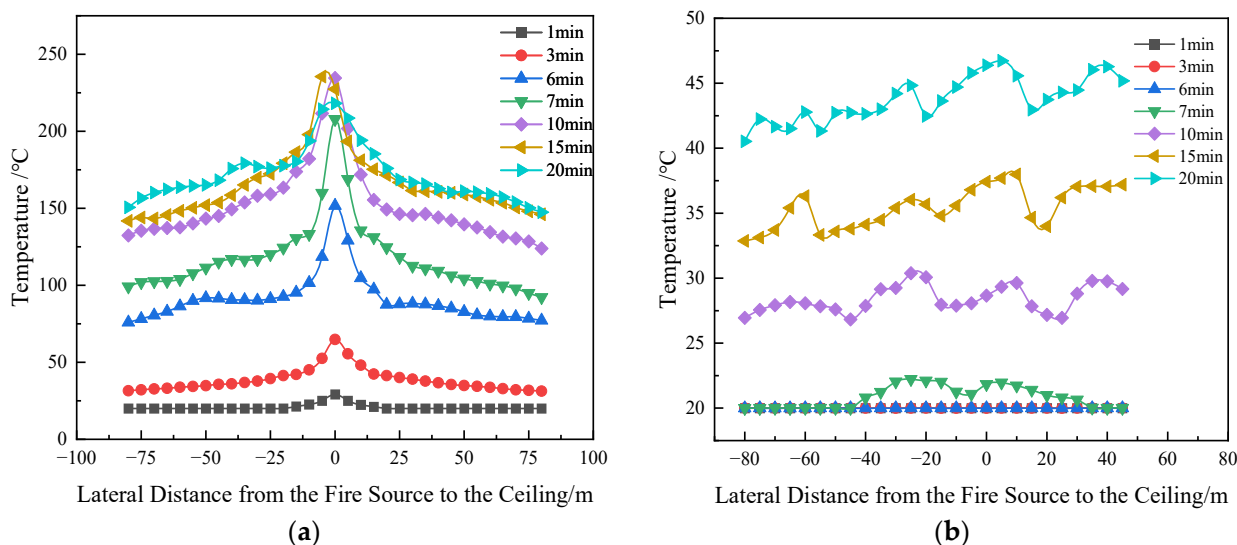 250
200
150
100
50
0
Temperature /°C
1min
3min
6min
7min
10min
15min
20min
−100 −75 −50 −25 0 25 50 75 100
Lateral Distance from the Fire Source to the Ceiling/m
(a)
50
45
40
35
30
25
20
Temperature /°C
1min
3min
6min
7min
10min
15min
20min
−80 −60 −40 −20 0 20 40 60 80
Lateral Distance from the Fire Source to the Ceiling/m
(b)